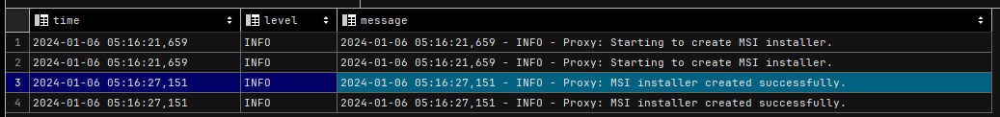 time level message
1 2024-01-06 05:16:21,659 INFO 2024-01-06 05:16:21,659 - INFO - Proxy: Starting to create MSI installer.
2 2024-01-06 05:16:21,659 INFO 2024-01-06 05:16:21,659 - INFO - Proxy: Starting to create MSI installer.
3 2024-01-06 05:16:27,151 INFO 2024-01-06 05:16:27,151 - INFO - Proxy: MSI installer created successfully.
4 2024-01-06 05:16:27,151 INFO 2024-01-06 05:16:27,151 - INFO - Proxy: MSI installer created successfully.